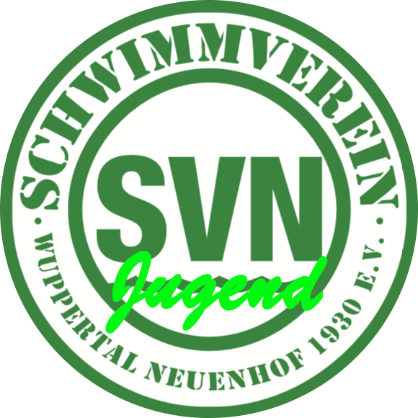 SCHWIMMVEREIN
SVN
Jugend
· WUPPERTAL NEUENHOF 1930 E.V. ·